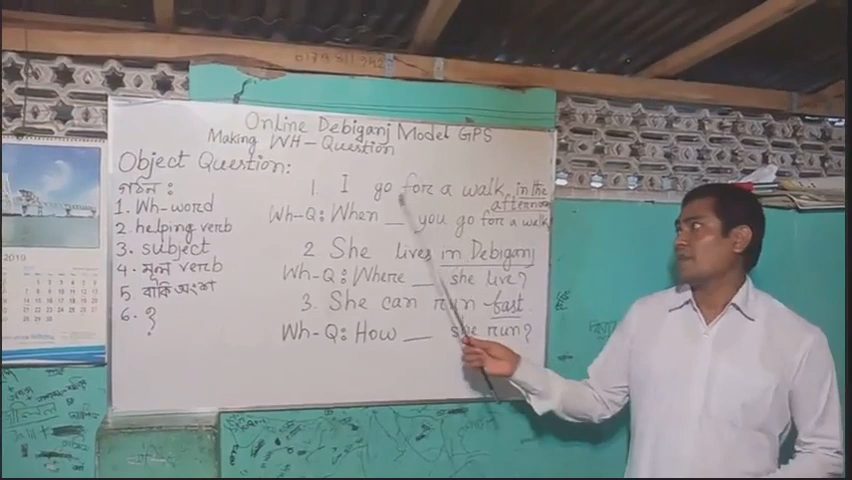 Online Debiganj Model GPS
Making WH-Question
Object Question:
গঠন :
1. Wh-word
2. helping verb
3. subject
4. মূল verb
5 বাকি অংশ
6. ?
1. I go for a walk in the afternoon
Wh-Q: When __ you go for a walk
2 She lives in Debiganj
Wh-Q: Where __ she live?
3. She can run fast.
Wh-Q: How __ she run?
2019